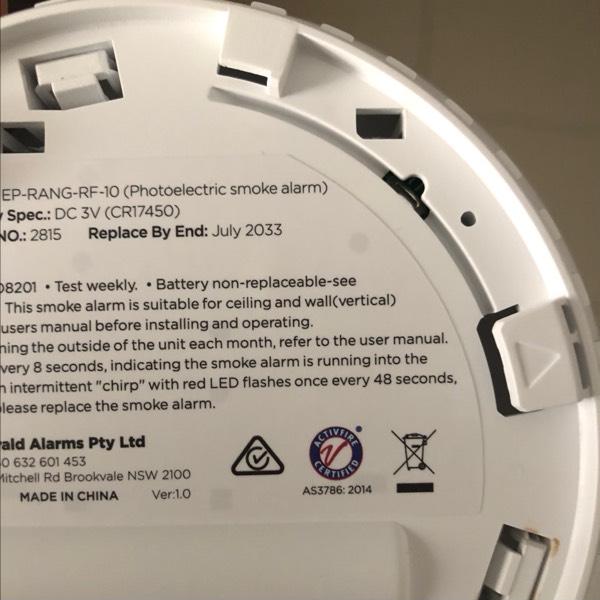 EP-RANG-RF-10 (Photoelectric smoke alarm)
Spec.: DC 3V (CR17450)
NO.: 2815 Replace By End: July 2033
8201 • Test weekly. • Battery non-replaceable-see
This smoke alarm is suitable for ceiling and wall(vertical)
users manual before installing and operating.
ning the outside of the unit each month, refer to the user manual.
very 8 seconds, indicating the smoke alarm is running into the
intermittent "chirp" with red LED flashes once every 48 seconds,
lease replace the smoke alarm.
rald Alarms Pty Ltd
0 632 601 453
Mitchell Rd Brookvale NSW 2100
MADE IN CHINA Ver:1.0
ACTIVFIRE
CERTIFIED
AS3786: 2014